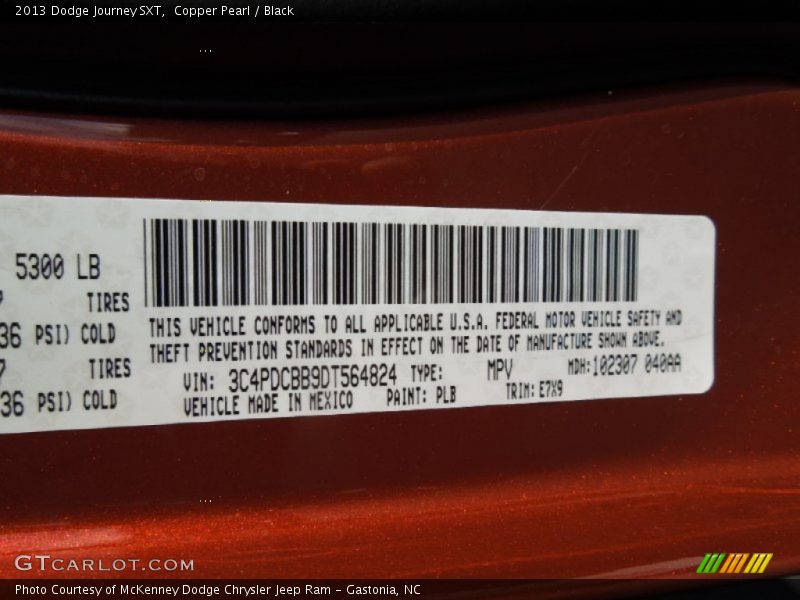 2013 Dodge Journey SXT, Copper Pearl / Black
5300 LB
7 TIRES
36 PSI) COLD
7 TIRES
36 PSI) COLD
THIS VEHICLE CONFORMS TO ALL APPLICABLE U.S.A. FEDERAL MOTOR VEHICLE SAFETY AND
THEFT PREVENTION STANDARDS IN EFFECT ON THE DATE OF MANUFACTURE SHOWN ABOVE.
VIN: 3C4PDCBB9DT564824 TYPE: MPV MDH:102307 040AA
VEHICLE MADE IN MEXICO PAINT: PLB TRIM: E7X9
GTCARLOT.COM
Photo Courtesy of McKenney Dodge Chrysler Jeep Ram - Gastonia, NC